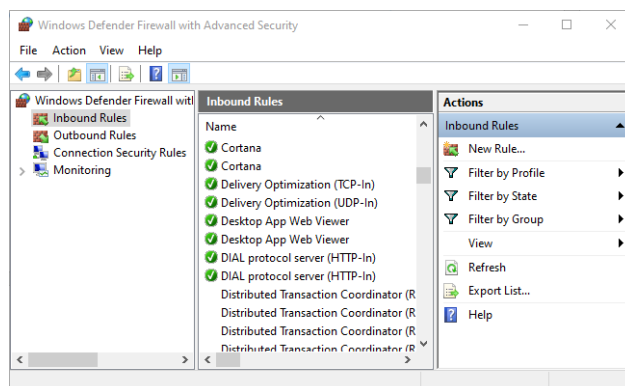 Windows Defender Firewall with Advanced Security
File Action View Help
Windows Defender Firewall witl
Inbound Rules
Outbound Rules
Connection Security Rules
Monitoring
Inbound Rules
Name
Cortana
Cortana
Delivery Optimization (TCP-In)
Delivery Optimization (UDP-In)
Desktop App Web Viewer
Desktop App Web Viewer
DIAL protocol server (HTTP-In)
DIAL protocol server (HTTP-In)
Distributed Transaction Coordinator (R
Distributed Transaction Coordinator (R
Distributed Transaction Coordinator (R
Distributed Transaction Coordinator (R
Actions
Inbound Rules
New Rule...
Filter by Profile
Filter by State
Filter by Group
View
Refresh
Export List...
Help